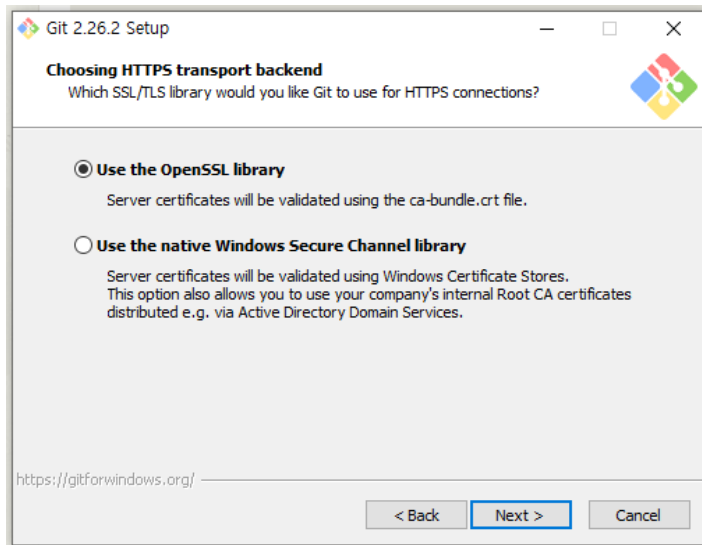 Git 2.26.2 Setup
Choosing HTTPS transport backend
Which SSL/TLS library would you like Git to use for HTTPS connections?
Use the OpenSSL library
Server certificates will be validated using the ca-bundle.crt file.
Use the native Windows Secure Channel library
Server certificates will be validated using Windows Certificate Stores.
This option also allows you to use your company's internal Root CA certificates
distributed e.g. via Active Directory Domain Services.
https://gitforwindows.org/
< Back Next > Cancel